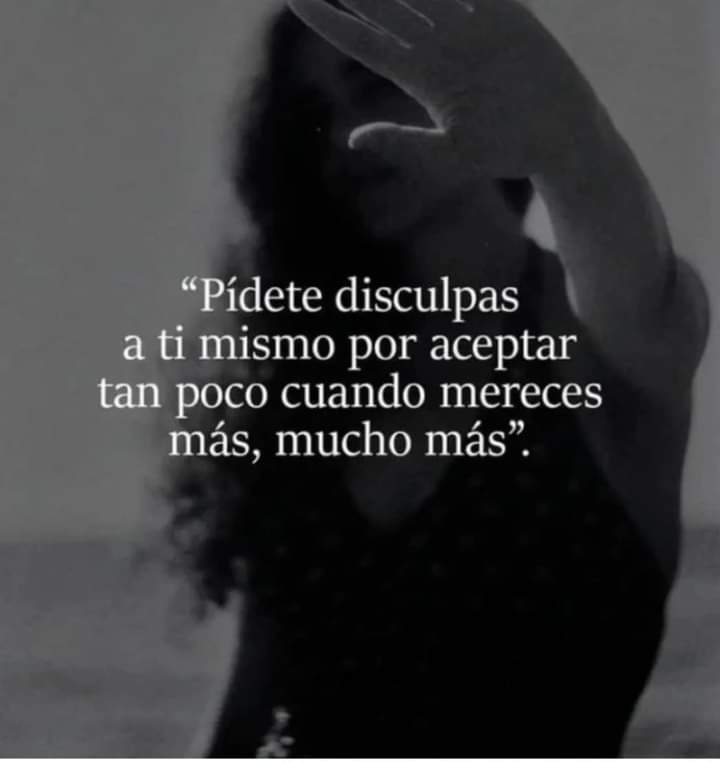 “Pídete disculpas
a ti mismo por aceptar
tan poco cuando mereces
más, mucho más”.